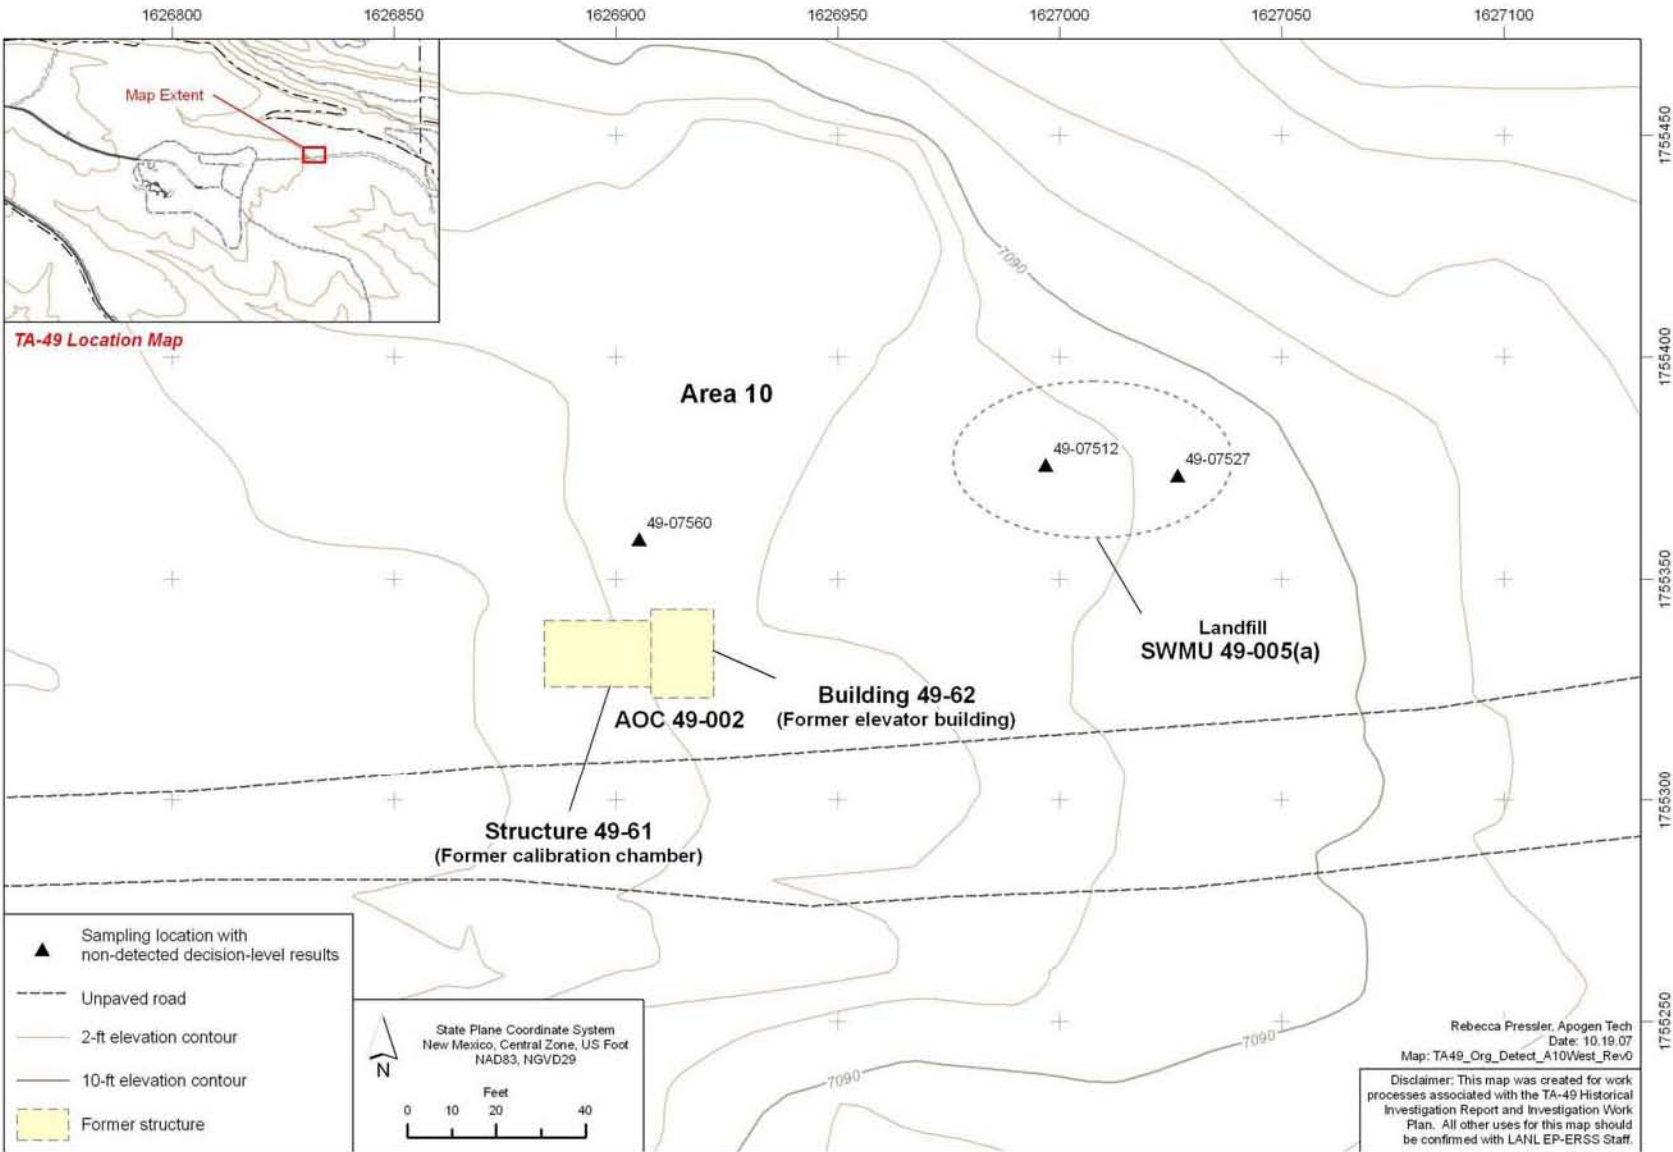 1626800
1626850
1626900
1626950
1627000
1627050
1627100
Map Extent
TA-49 Location Map
1755450
1755400
1755350
1755300
1755250
7090
Area 10
49-07512
49-07527
49-07560
Landfill
SWMU 49-005(a)
Building 49-62
(Former elevator building)
AOC 49-002
Structure 49-61
(Former calibration chamber)
7090
7090
Sampling location with
non-detected decision-level results
Unpaved road
2-ft elevation contour
10-ft elevation contour
Former structure
N
State Plane Coordinate System
New Mexico, Central Zone, US Foot
NAD83, NGVD29
Feet
0 10 20 40
Rebecca Pressler, Apogen Tech
Date: 10.19.07
Map: TA49_Org_Detect_A10West_Rev0
Disclaimer: This map was created for work
processes associated with the TA-49 Historical
Investigation Report and Investigation Work
Plan. All other uses for this map should
be confirmed with LANL EP-ERSS Staff.